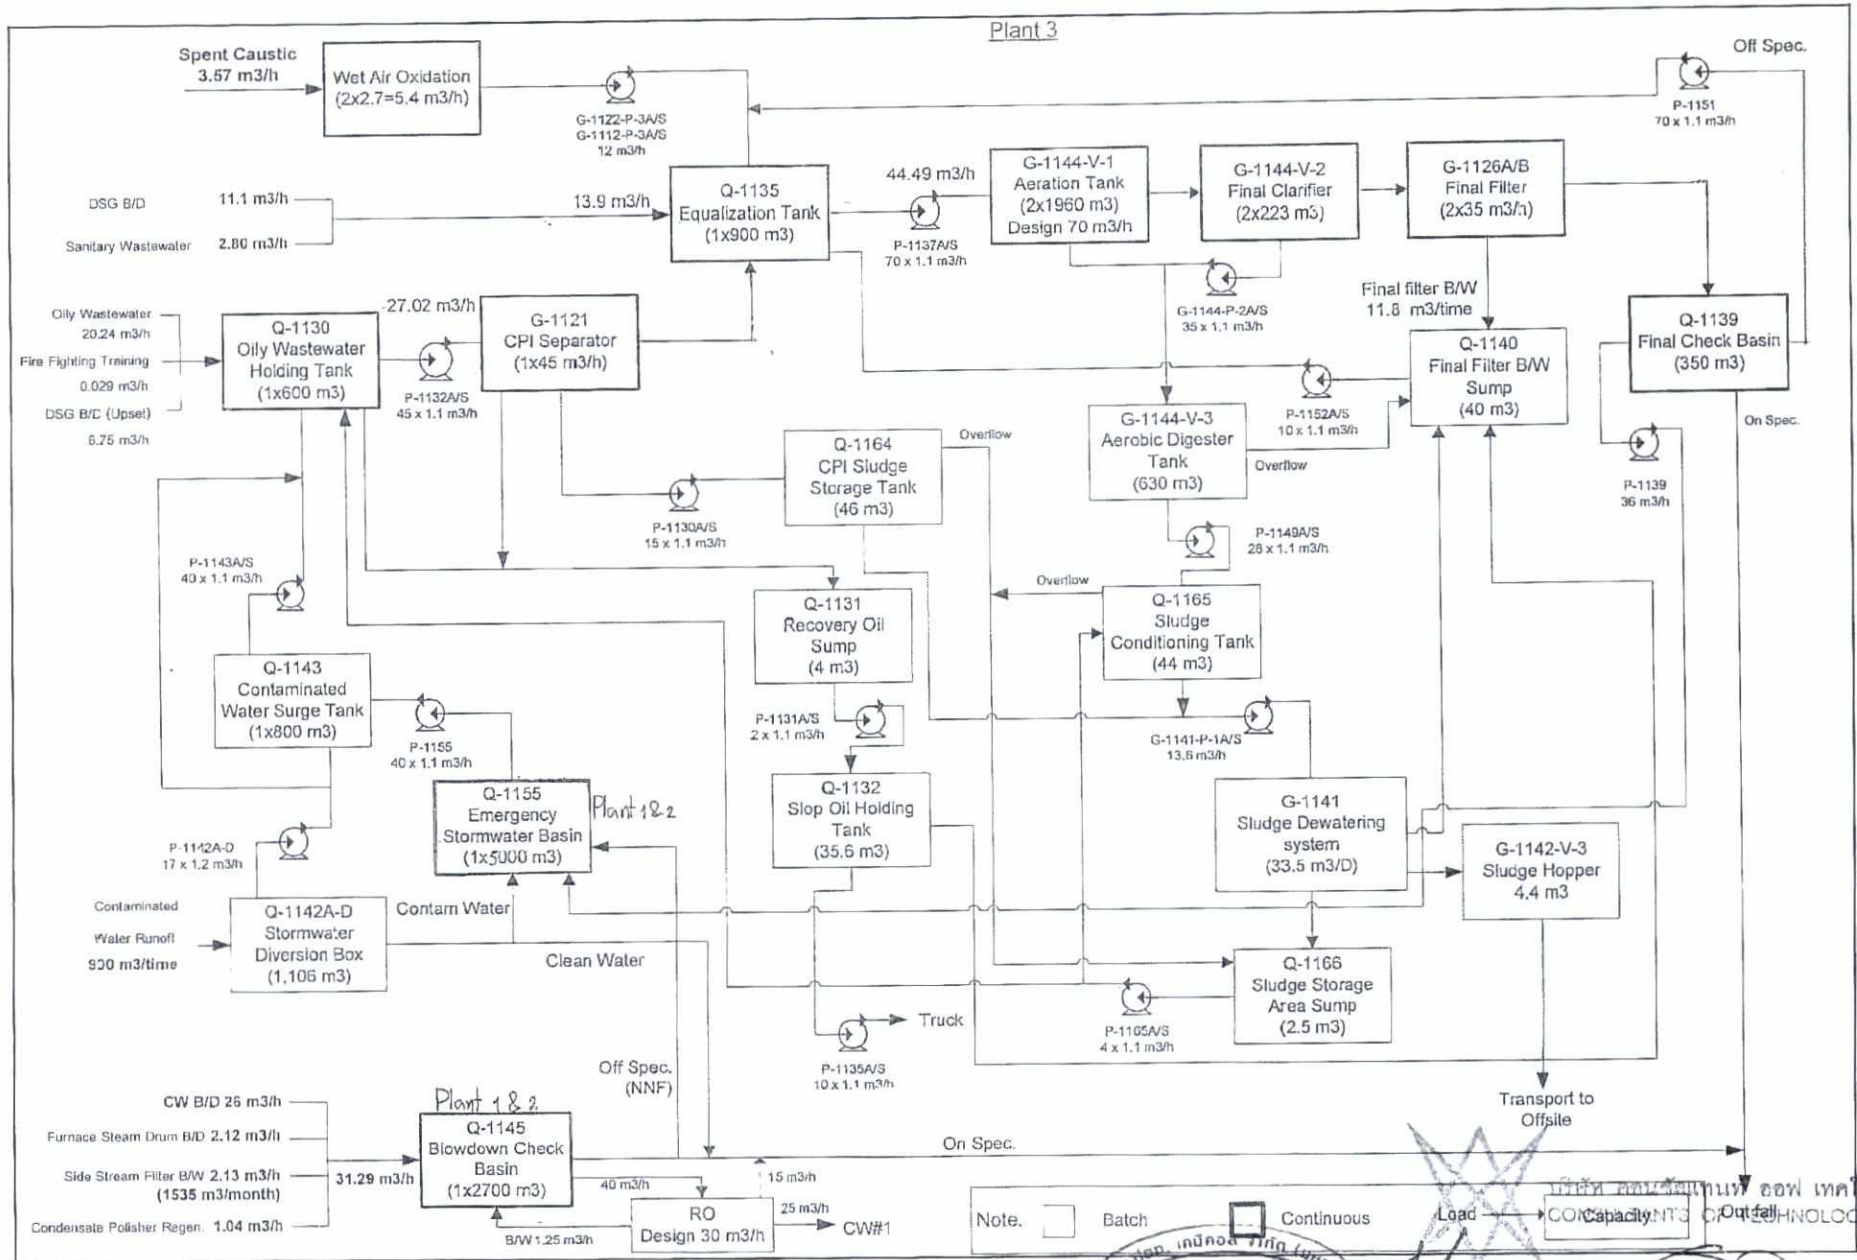 Plant 3
Spent Caustic
3.57 m3/h
Wet Air Oxidation
(2x2.7=5.4 m3/h)
G-1122-P-3A/S
G-1112-P-3A/S
12 m3/h
Off Spec.
P-1151
70 x 1.1 m3/h
DSG B/D
11.1 m3/h
Sanitary Wastewater
2.80 m3/h
13.9 m3/h
Q-1135
Equalization Tank
(1x900 m3)
44.49 m3/h
P-1137A/S
70 x 1.1 m3/h
G-1144-V-1
Aeration Tank
(2x1960 m3)
Design 70 m3/h
G-1144-V-2
Final Clarifier
(2x223 m3)
G-1126A/B
Final Filter
(2x35 m3/h)
G-1144-P-2A/S
35 x 1.1 m3/h
Final filter B/W
11.8 m3/time
Q-1139
Final Check Basin
(350 m3)
Oily Wastewater
20.24 m3/h
Fire Fighting Training
0.029 m3/h
DSG B/D (Upset)
6.75 m3/h
Q-1130
Oily Wastewater
Holding Tank
(1x600 m3)
27.02 m3/h
P-1132A/S
45 x 1.1 m3/h
G-1121
CPI Separator
(1x45 m3/h)
Q-1140
Final Filter B/W
Sump
(40 m3)
P-1152A/S
10 x 1.1 m3/h
On Spec.
P-1139
36 m3/h
Q-1164
CPI Sludge
Storage Tank
(46 m3)
Overflow
P-1130A/S
15 x 1.1 m3/h
G-1144-V-3
Aerobic Digester
Tank
(630 m3)
Overflow
P-1149A/S
28 x 1.1 m3/h
P-1143A/S
40 x 1.1 m3/h
Q-1131
Recovery Oil
Sump
(4 m3)
Overflow
Q-1165
Sludge
Conditioning Tank
(44 m3)
Q-1143
Contaminated
Water Surge Tank
(1x800 m3)
P-1155
40 x 1.1 m3/h
P-1131A/S
2 x 1.1 m3/h
G-1141-P-1A/S
13.6 m3/h
Q-1155
Emergency
Stormwater Basin
(1x5000 m3)
Plant 1&2
Q-1132
Slop Oil Holding
Tank
(35.6 m3)
G-1141
Sludge Dewatering
system
(33.5 m3/D)
G-1142-V-3
Sludge Hopper
4.4 m3
P-1142A-D
17 x 1.2 m3/h
Contaminated
Water Runoff
900 m3/time
Q-1142A-D
Stormwater
Diversion Box
(1,106 m3)
Contam Water
Clean Water
Q-1166
Sludge Storage
Area Sump
(2.5 m3)
P-1165A/S
4 x 1.1 m3/h
Truck
P-1135A/S
10 x 1.1 m3/h
Off Spec.
(NNF)
Transport to
Offsite
CW B/D 26 m3/h
Furnace Steam Drum B/D 2.12 m3/h
Side Stream Filter B/W 2.13 m3/h
(1535 m3/month)
Condensate Polisher Regen. 1.04 m3/h
31.29 m3/h
Plant 1 & 2
Q-1145
Blowdown Check
Basin
(1x2700 m3)
On Spec.
40 m3/h
15 m3/h
RO
Design 30 m3/h
B/W 1.25 m3/h
25 m3/h
CW#1
Note.
Batch
Continuous
Load
Capacity
Out fall